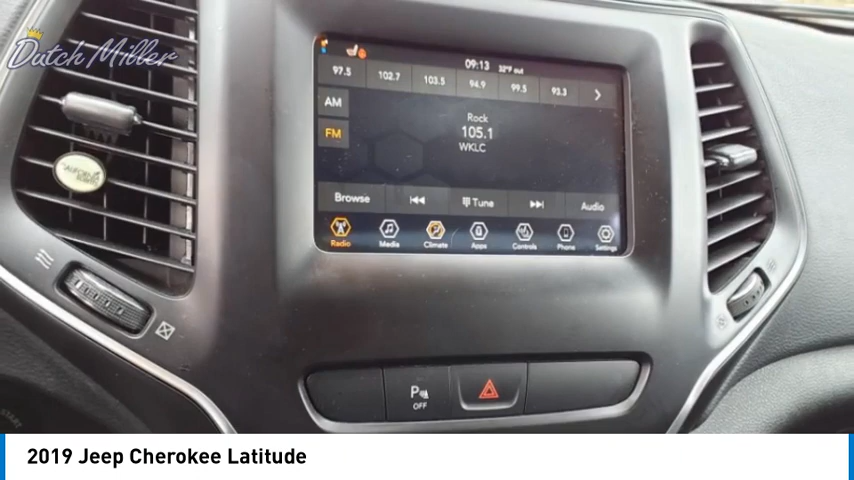 Dutch Miller
09:13 32°F out
97.5 102.7 103.5 94.9 99.5 93.3
AM
FM
Rock
105.1
WKLC
Browse Tune Audio
Radio Media Climate Apps Controls Phone Settings
P OFF
START
2019 Jeep Cherokee Latitude